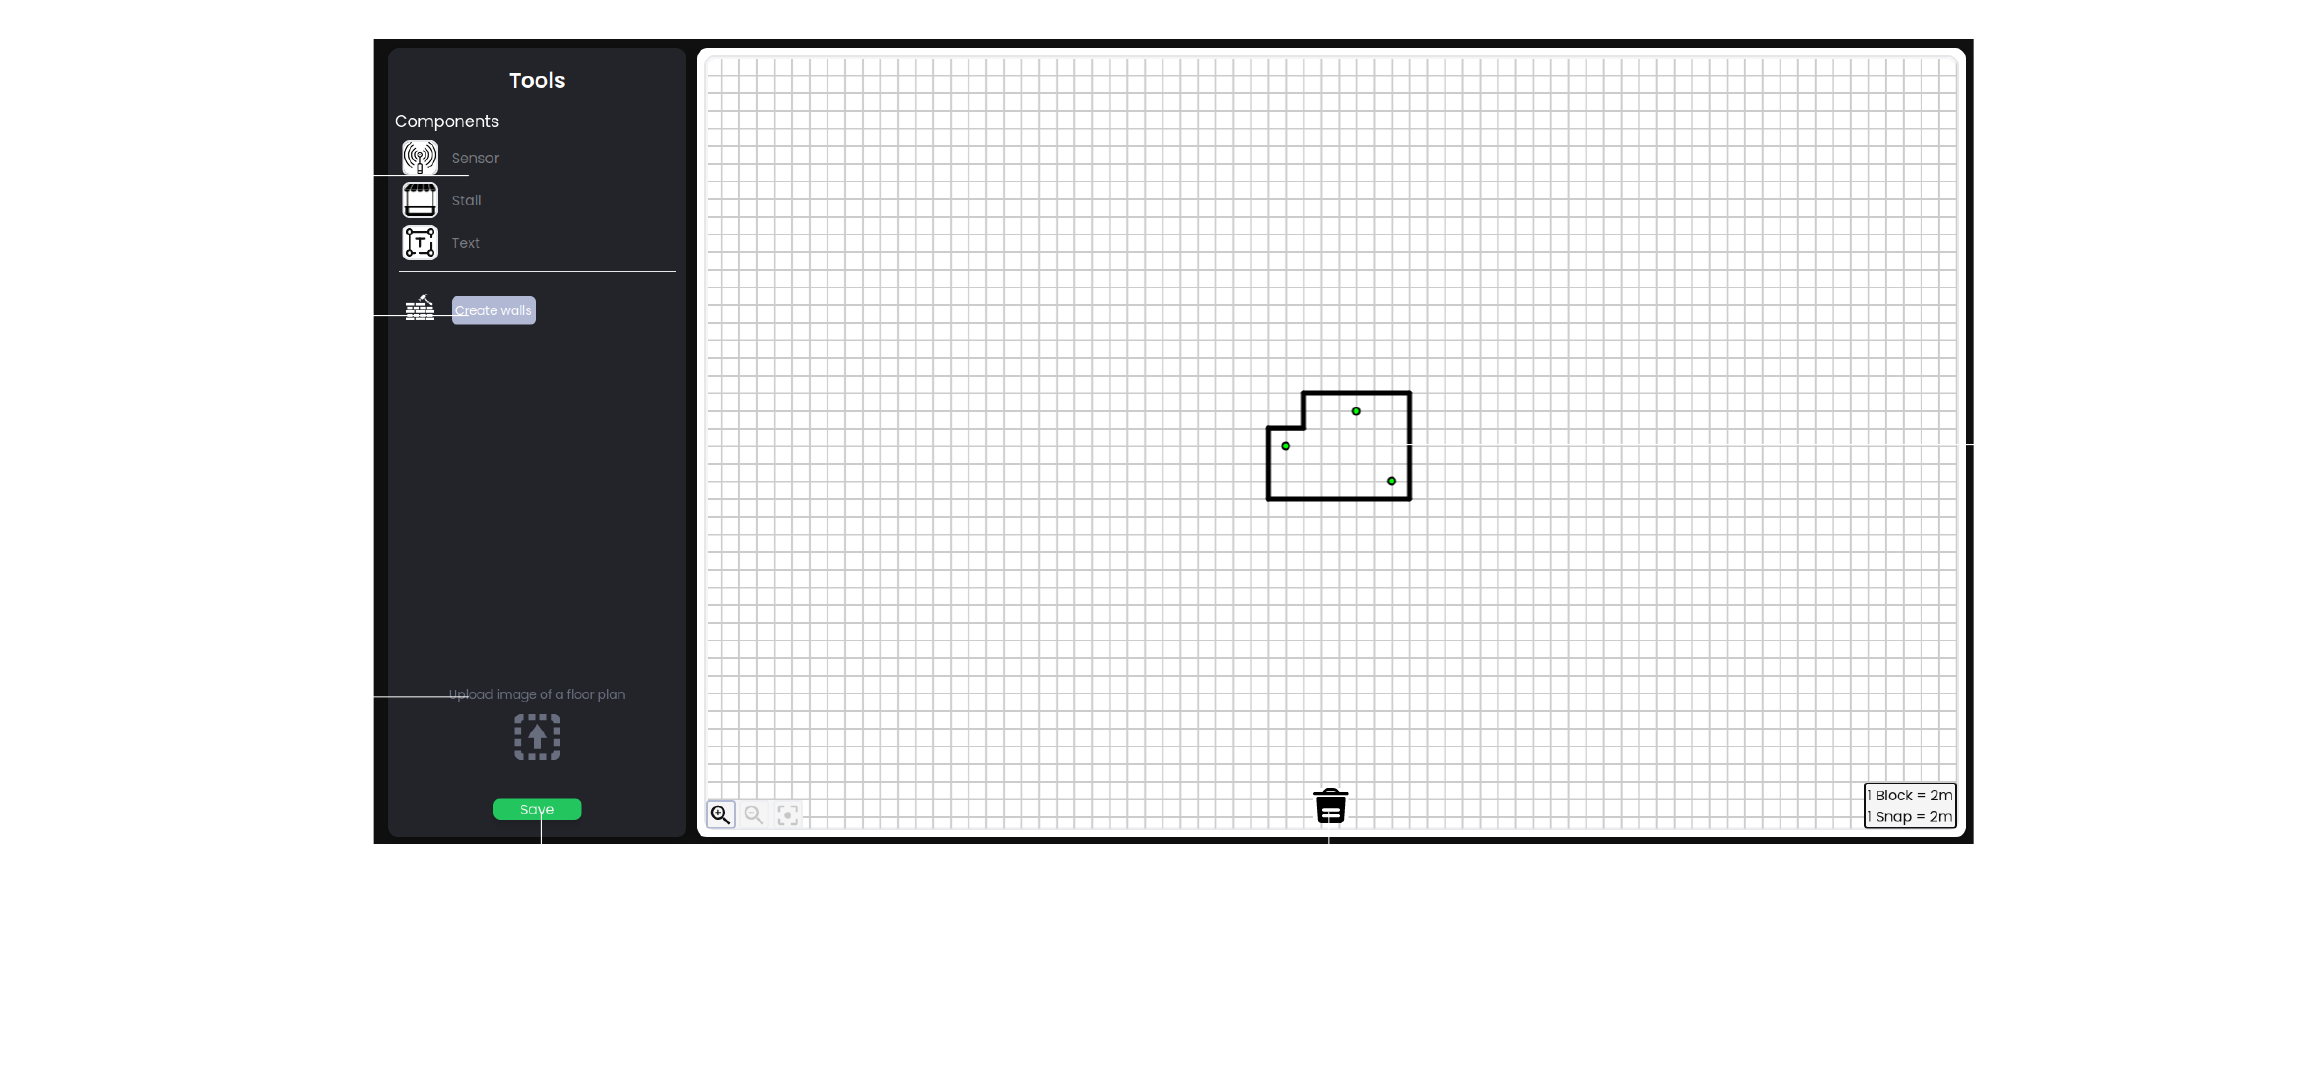 Tools
Components
Sensor
Stall
T
Text
Create walls
Upload image of a floor plan
Save
1 Block = 2m
1 Snap = 2m